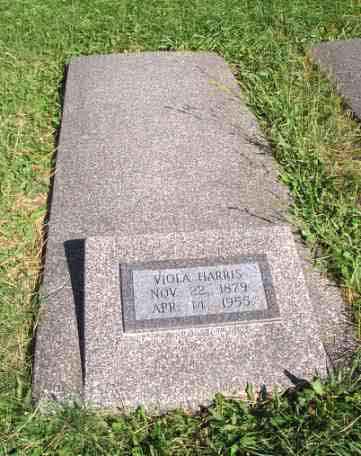 VIOLA HARRIS
NOV. 22, 1879
APR. 14, 1955